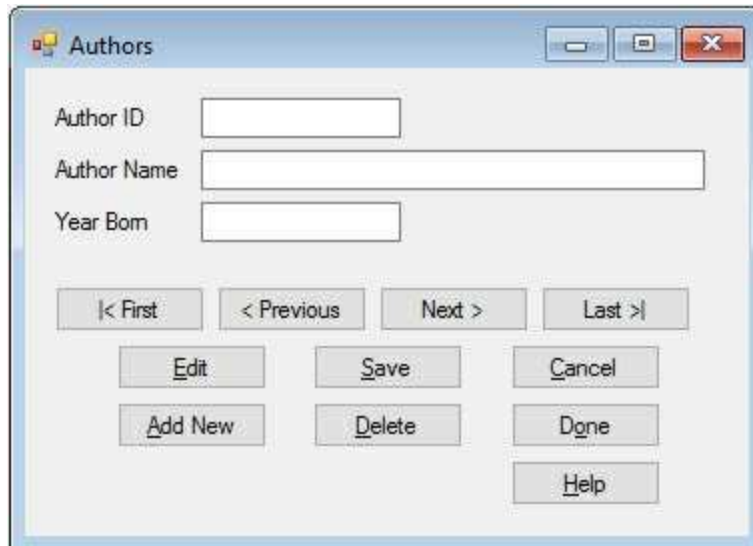 Authors
Author ID
Author Name
Year Born
|< First < Previous Next > Last >|
Edit Save Cancel
Add New Delete Done
Help